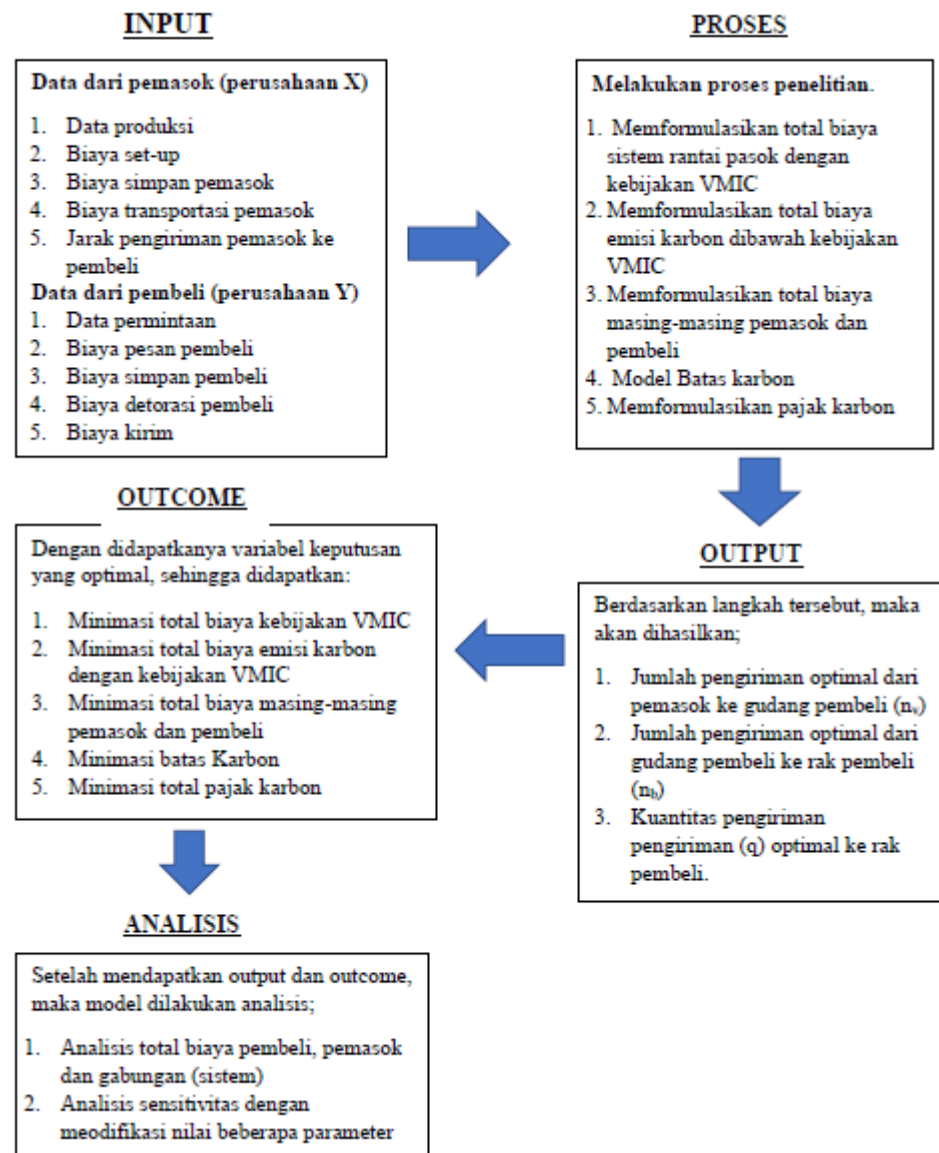 INPUT
Data dari pemasok (perusahaan X)
1. Data produksi
2. Biaya set-up
3. Biaya simpan pemasok
4. Biaya transportasi pemasok
5. Jarak pengiriman pemasok ke
pembeli
Data dari pembeli (perusahaan Y)
1. Data permintaan
2. Biaya pesan pembeli
3. Biaya simpan pembeli
4. Biaya detorasi pembeli
5. Biaya kirim
PROSES
Melakukan proses penelitian.
1. Memformulasikan total biaya
sistem rantai pasok dengan
kebijakan VMIC
2. Memformulasikan total biaya
emisi karbon dibawah kebijakan
VMIC
3. Memformulasikan total biaya
masing-masing pemasok dan
pembeli
4. Model Batas karbon
5. Memformulasikan pajak karbon
OUTPUT
Berdasarkan langkah tersebut, maka
akan dihasilkan;
1. Jumlah pengiriman optimal dari
pemasok ke gudang pembeli (nᵥ)
2. Jumlah pengiriman optimal dari
gudang pembeli ke rak pembeli
(n_b)
3. Kuantitas pengiriman
pengiriman (q) optimal ke rak
pembeli.
OUTCOME
Dengan didapatkanya variabel keputusan
yang optimal, sehingga didapatkan:
1. Minimasi total biaya kebijakan VMIC
2. Minimasi total biaya emisi karbon
dengan kebijakan VMIC
3. Minimasi total biaya masing-masing
pemasok dan pembeli
4. Minimasi batas Karbon
5. Minimasi total pajak karbon
ANALISIS
Setelah mendapatkan output dan outcome,
maka model dilakukan analisis;
1. Analisis total biaya pembeli, pemasok
dan gabungan (sistem)
2. Analisis sensitivitas dengan
meodifikasi nilai beberapa parameter